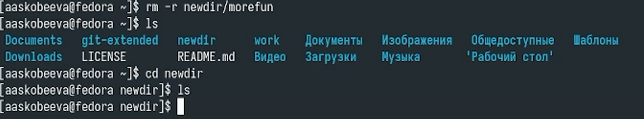 [aaskobeeva@fedora ~]$ rm -r newdir/morefun
[aaskobeeva@fedora ~]$ ls
Documents git-extended newdir work Документы Изображения Общедоступные Шаблоны
Downloads LICENSE README.md Видео Загрузки Музыка 'Рабочий стол'
[aaskobeeva@fedora ~]$ cd newdir
[aaskobeeva@fedora newdir]$ ls
[aaskobeeva@fedora newdir]$